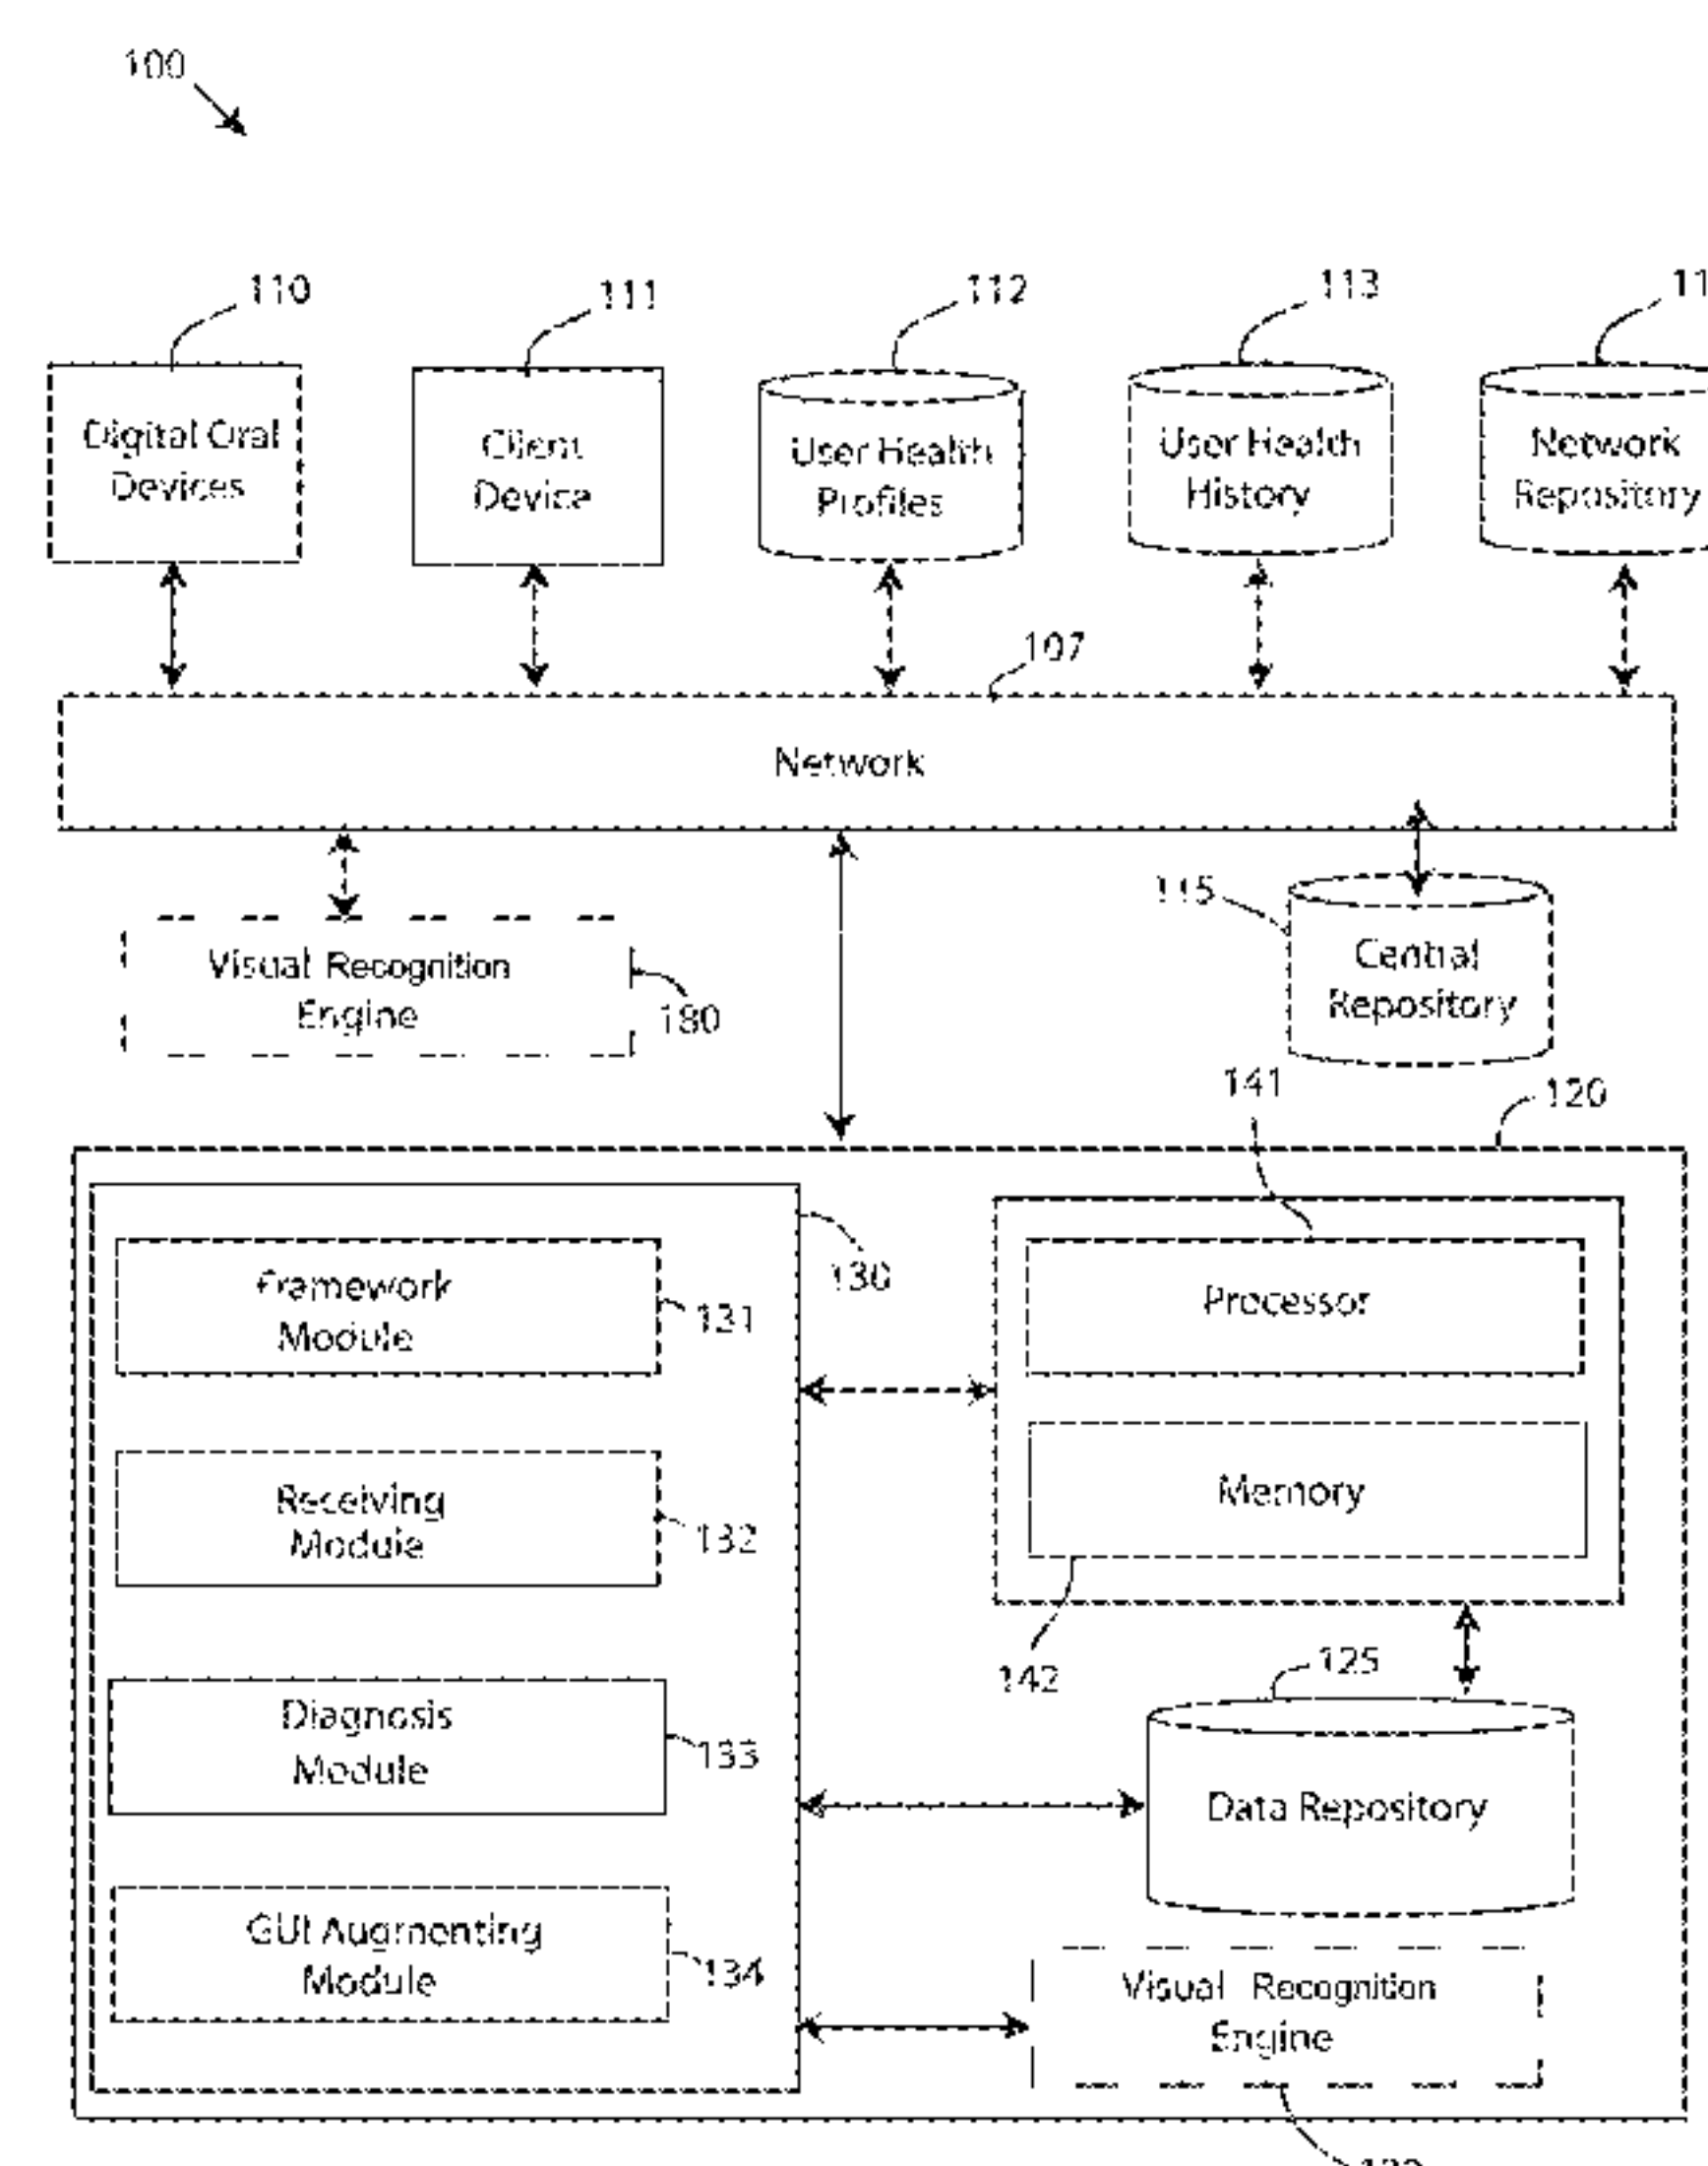 100
110
111
112
113
11
Digital Oral
Devices
Client
Device
User Health
Profiles
User Health
History
Network
Repository
107
Network
115
Central
Repository
Visual Recognition
Engine
180
141
120
130
Framework
Module
131
Processor
Receiving
Module
132
Memory
142
125
Diagnosis
Module
133
Data Repository
GUI Augmenting
Module
134
Visual Recognition
Engine